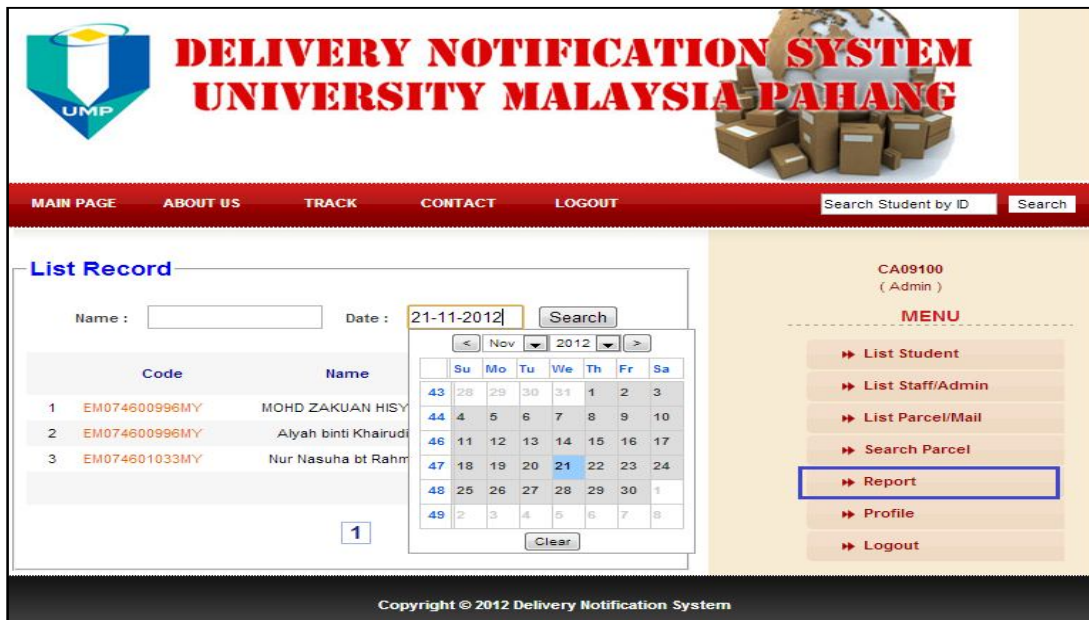 UMP
DELIVERY NOTIFICATION SYSTEM
UNIVERSITY MALAYSIA PAHANG
MAIN PAGE ABOUT US TRACK CONTACT LOGOUT Search Student by ID Search
List Record
Name : Date : 21-11-2012 Search
< Nov 2012 >
Su Mo Tu We Th Fr Sa
43 28 29 30 31 1 2 3
44 4 5 6 7 8 9 10
46 11 12 13 14 15 16 17
47 18 19 20 21 22 23 24
48 25 26 27 28 29 30 1
49 2 3 4 5 6 7 8
Clear
Code Name
1 EM074600996MY MOHD ZAKUAN HISY
2 EM074600996MY Alyah binti Khairudi
3 EM074601033MY Nur Nasuha bt Rahm
1
CA09100
( Admin )
MENU
List Student
List Staff/Admin
List Parcel/Mail
Search Parcel
Report
Profile
Logout
Copyright © 2012 Delivery Notification System